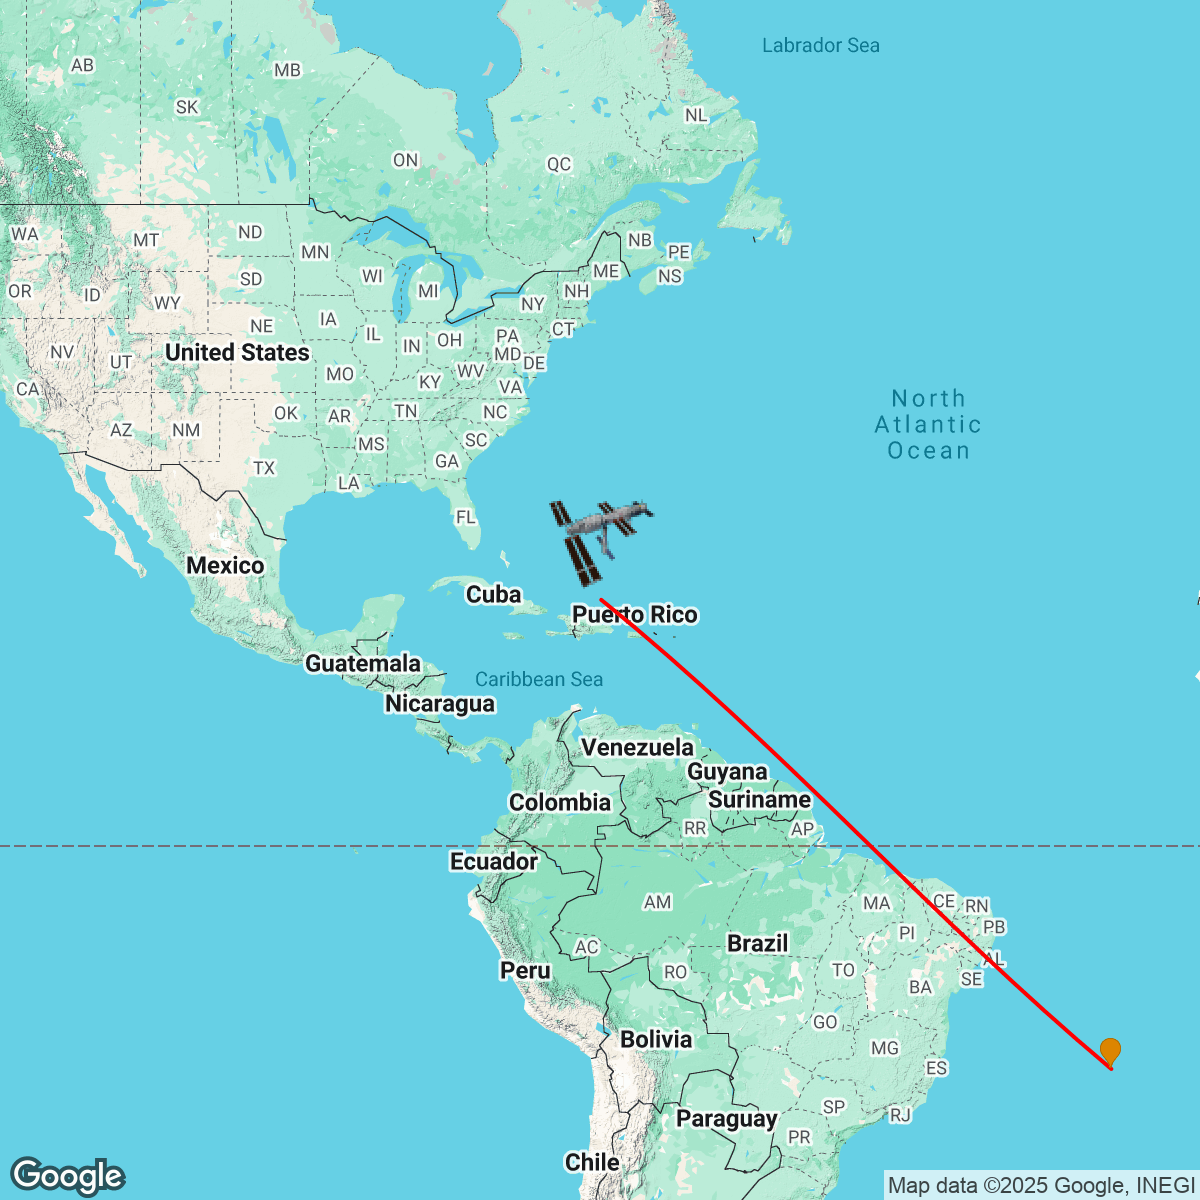 Labrador Sea
AB
MB
SK
NL
ON
QC
WA
MT
ND
MN
NB
PE
OR
ID
SD
WI
MI
ME
NS
WY
NY
NH
NE
IA
IL
IN
OH
PA
CT
NV
UT
United States
MD
DE
CA
MO
KY
WV
VA
North
Atlantic
Ocean
AZ
NM
OK
AR
TN
NC
MS
SC
TX
LA
GA
FL
Mexico
Cuba
Puerto Rico
Guatemala
Caribbean Sea
Nicaragua
Venezuela
Guyana
Colombia
Suriname
RR
AP
Ecuador
AM
MA
CE
RN
PI
PB
AC
Brazil
AL
Peru
RO
TO
BA
SE
GO
Bolivia
MG
ES
Paraguay
SP
RJ
PR
Chile
Google
Map data ©2025 Google, INEGI